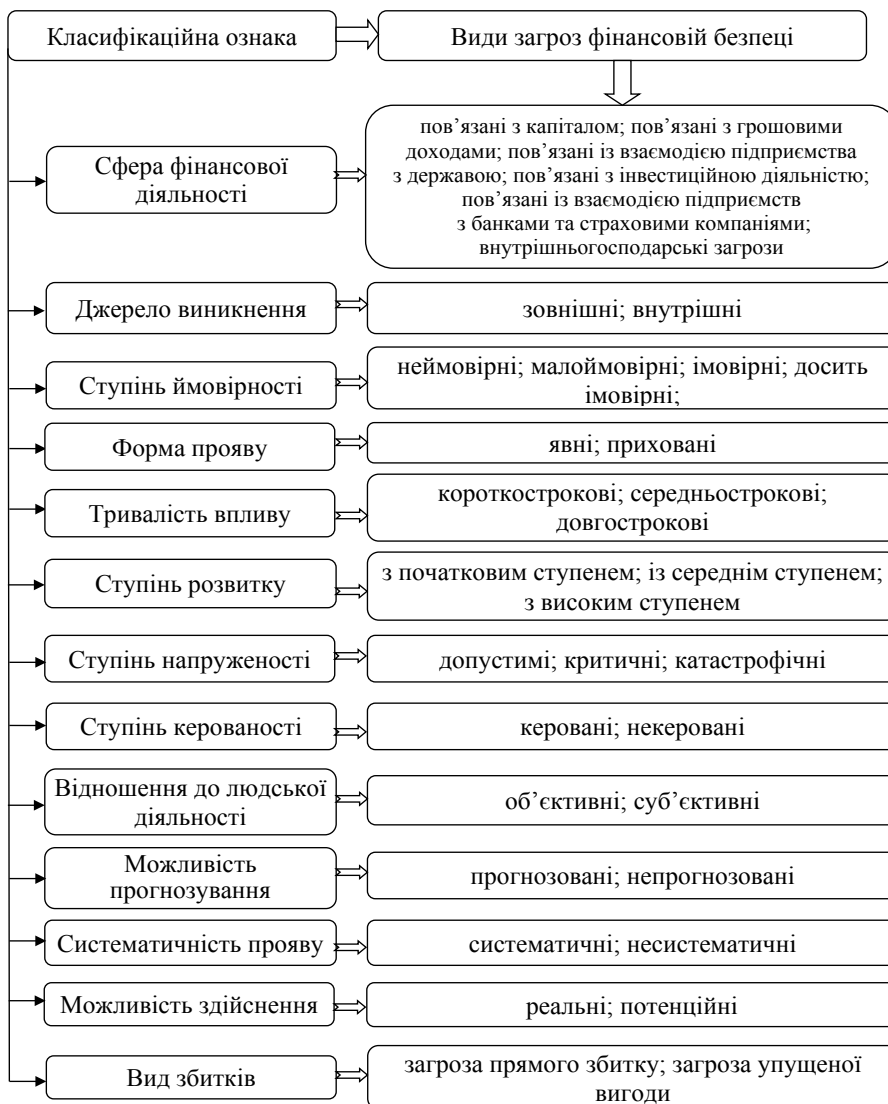 Класифікаційна ознака
Види загроз фінансовій безпеці
Сфера фінансової
діяльності
пов’язані з капіталом; пов’язані з грошовими
доходами; пов’язані із взаємодією підприємства
з державою; пов’язані з інвестиційною діяльністю;
пов’язані із взаємодією підприємств
з банками та страховими компаніями;
внутрішньогосподарські загрози
Джерело виникнення
зовнішні; внутрішні
Ступінь ймовірності
неймовірні; малоймовірні; імовірні; досить
імовірні;
Форма прояву
явні; приховані
Тривалість впливу
короткострокові; середньострокові;
довгострокові
Ступінь розвитку
з початковим ступенем; із середнім ступенем;
з високим ступенем
Ступінь напруженості
допустимі; критичні; катастрофічні
Ступінь керованості
керовані; некеровані
Відношення до людської
діяльності
об’єктивні; суб’єктивні
Можливість
прогнозування
прогнозовані; непрогнозовані
Систематичність прояву
систематичні; несистематичні
Можливість здійснення
реальні; потенційні
Вид збитків
загроза прямого збитку; загроза упущеної
вигоди